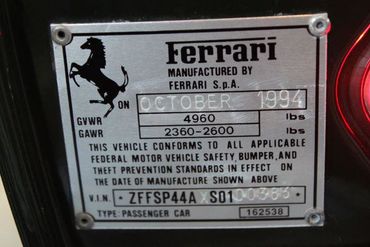 Ferrari
MANUFACTURED BY
FERRARI S.p.A.
ON OCTOBER 1994
GVWR 4960 lbs
GAWR 2360-2600 lbs
THIS VEHICLE CONFORMS TO ALL APPLICABLE
FEDERAL MOTOR VEHICLE SAFETY, BUMPER, AND
THEFT PREVENTION STANDARDS IN EFFECT ON
THE DATE OF MANUFACTURE SHOWN ABOVE
V.I.N. ZFFSP44A X S0100383
TYPE: PASSENGER CAR 162538